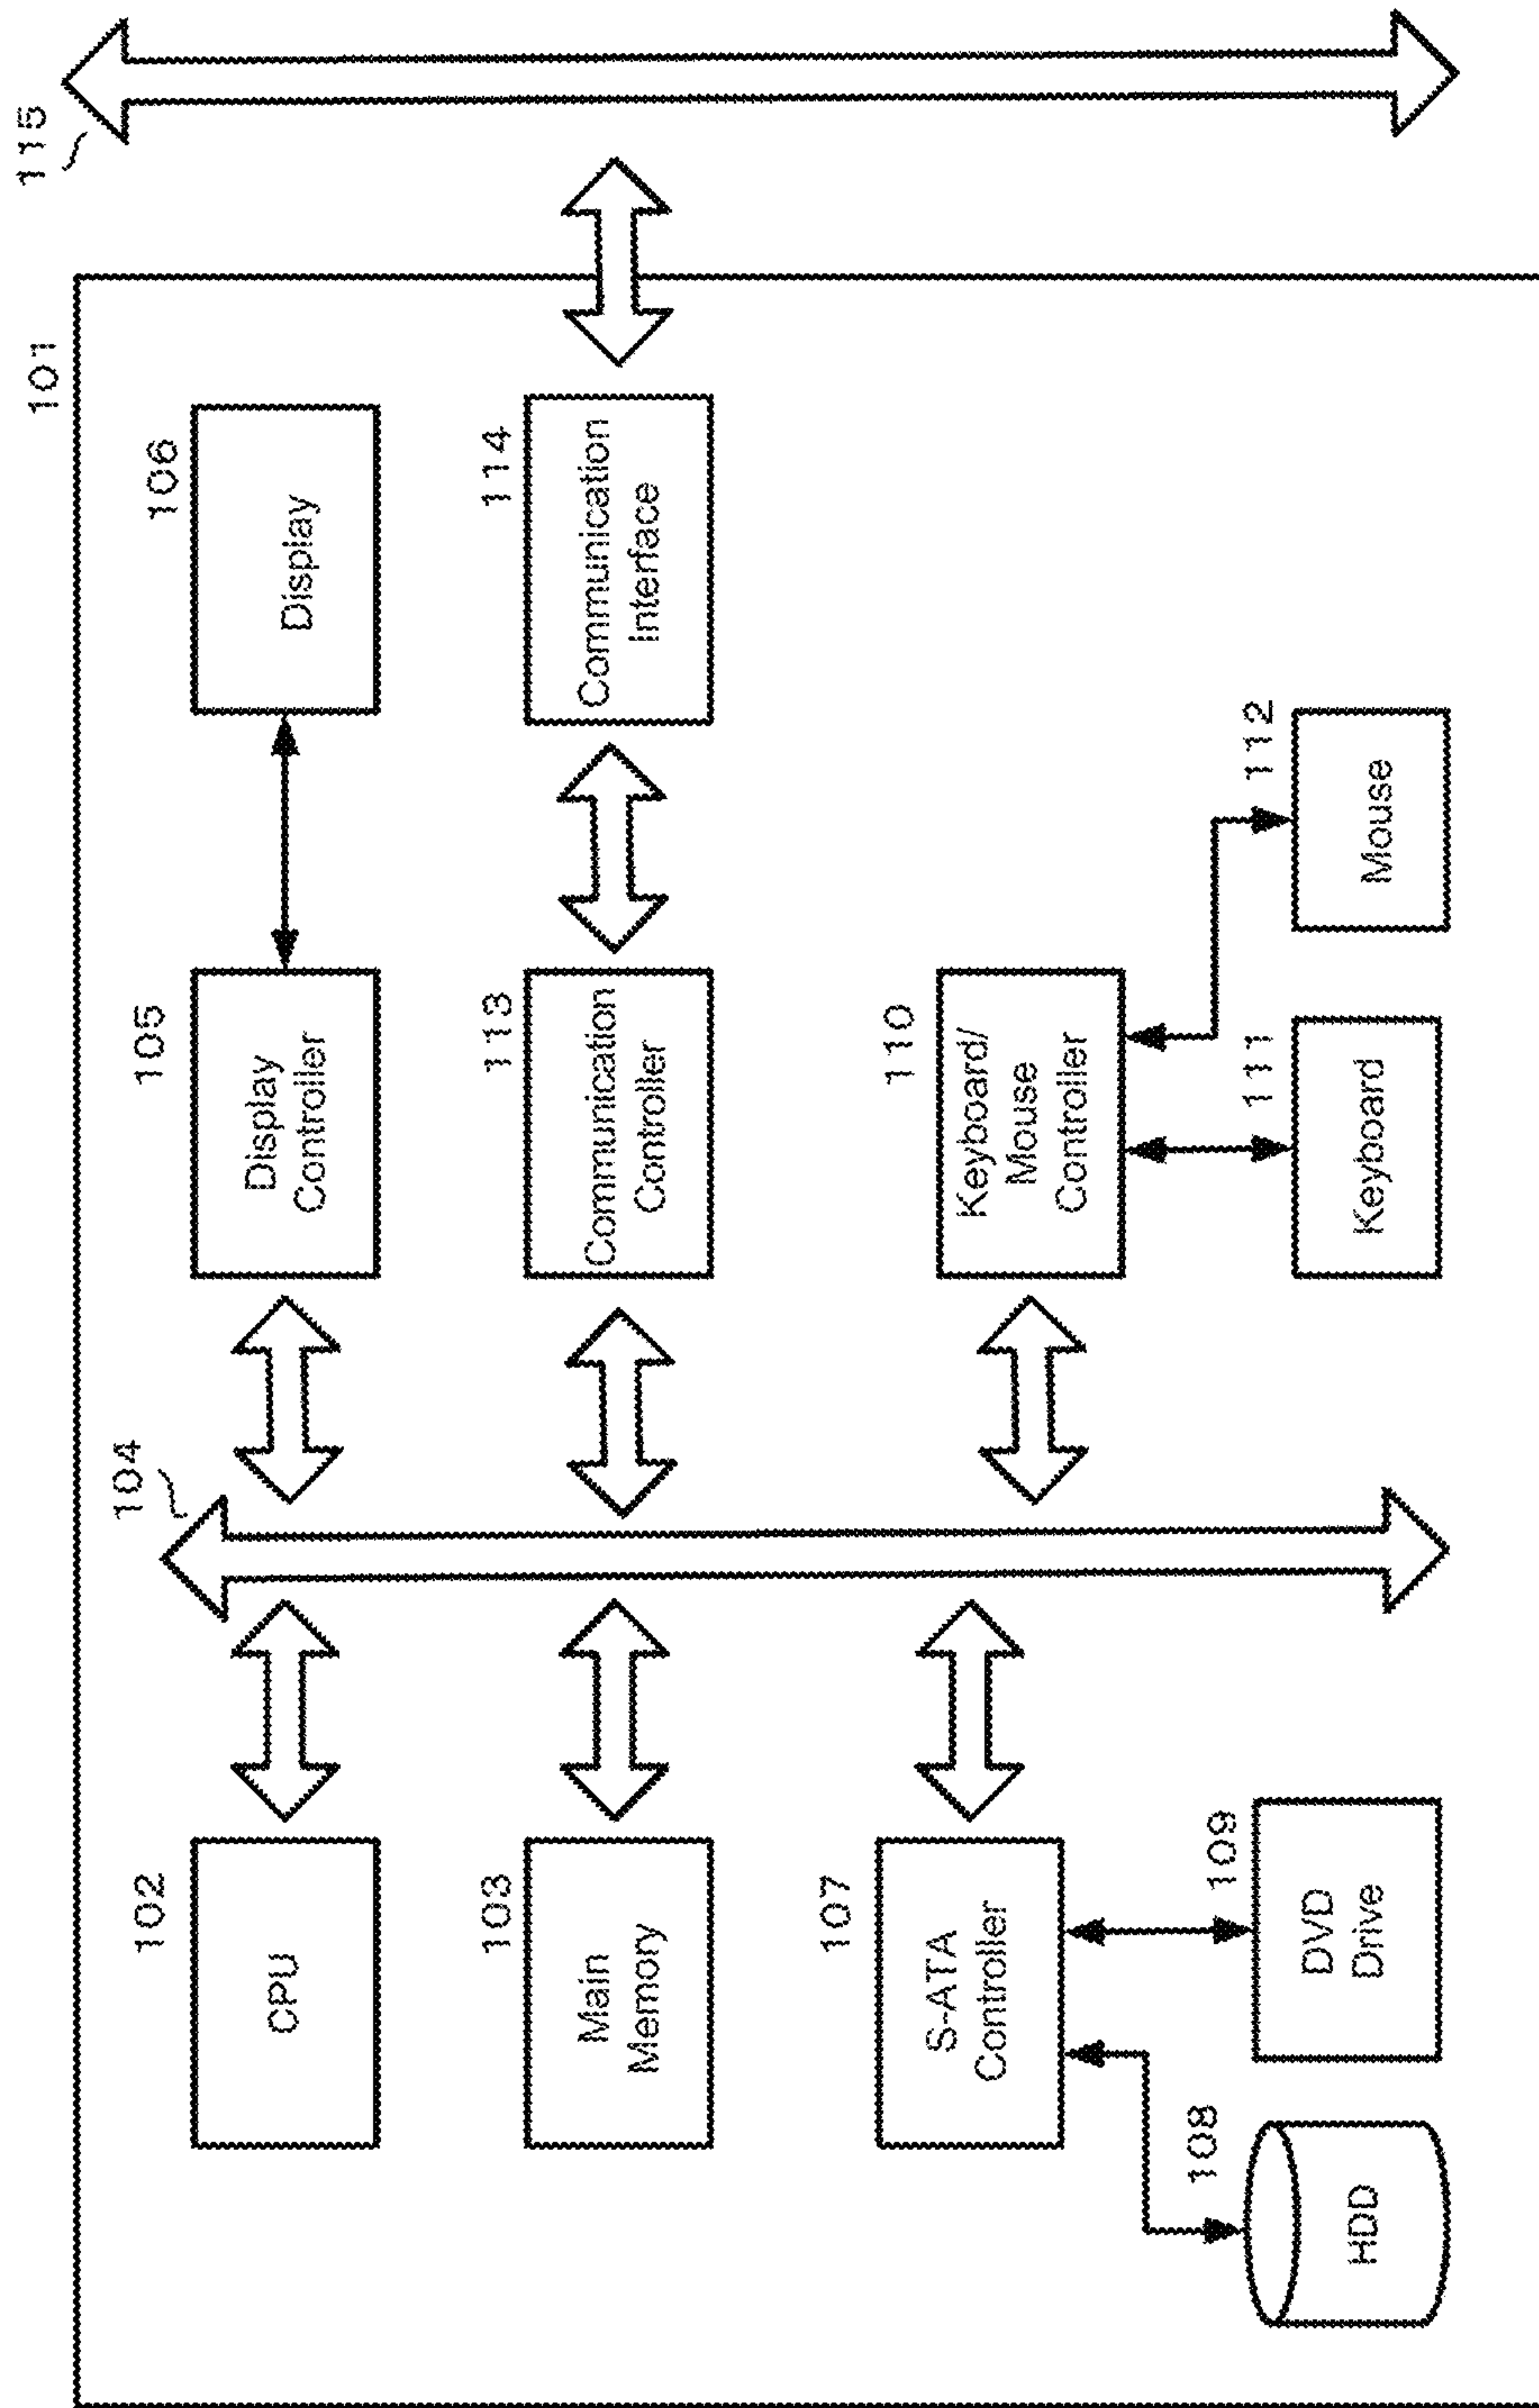 101
115
102
CPU
104
105
Display
Controller
106
Display
103
Main
Memory
113
Communication
Controller
114
Communication
Interface
107
S-ATA
Controller
110
Keyboard/
Mouse
Controller
108
HDD
109
DVD
Drive
111
Keyboard
112
Mouse